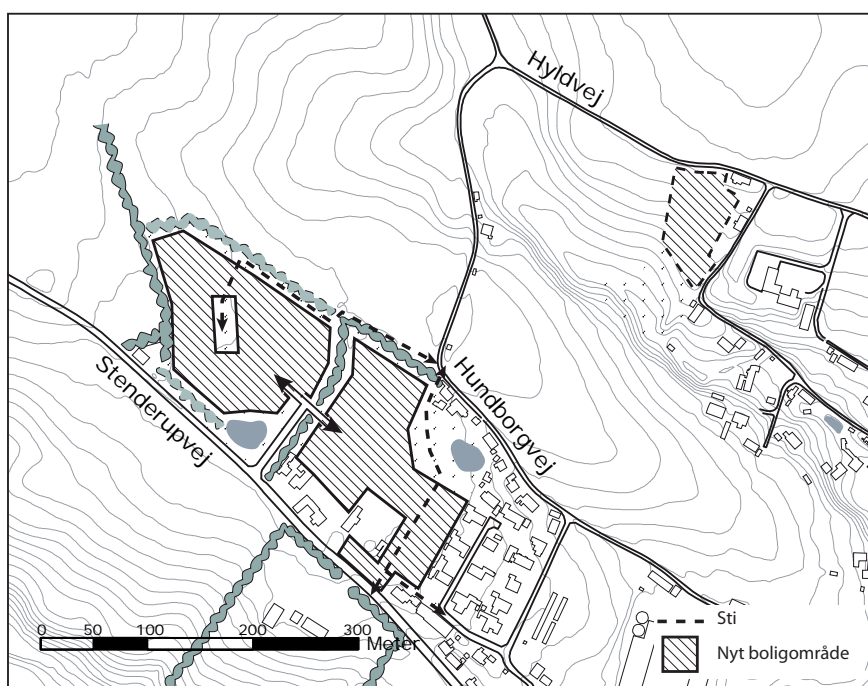 Hyldvej
Hundborgvej
Stenderupvej
0 50 100 200 300 Meter
Sti
Nyt boligområde